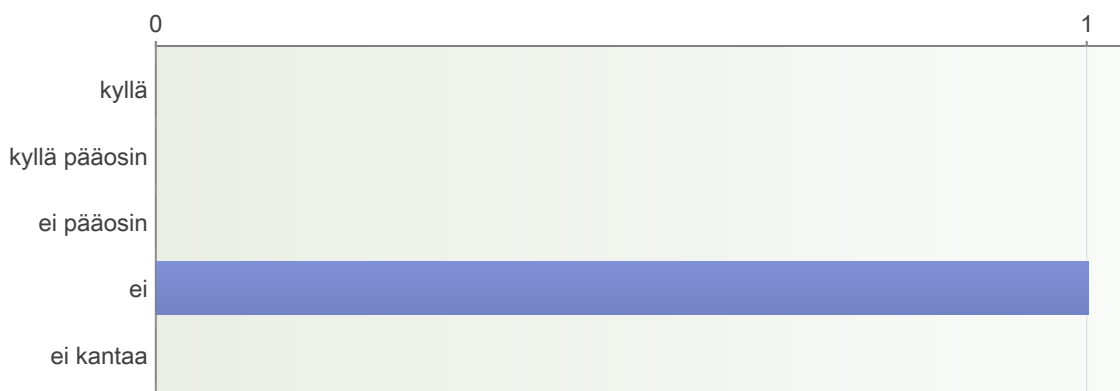 0 1
kyllä
kyllä pääosin
ei pääosin
ei
ei kantaa